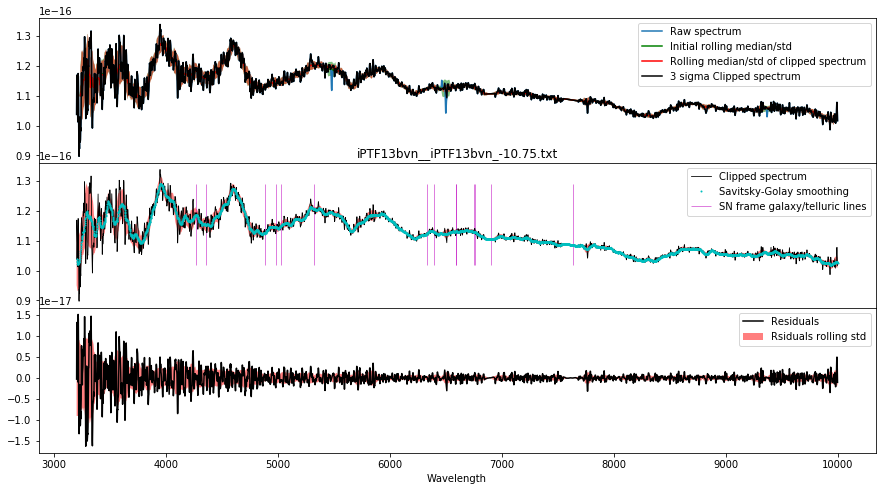 1e−16
1.3
1.2
1.1
1.0
0.9
Raw spectrum
Initial rolling median/std
Rolling median/std of clipped spectrum
3 sigma Clipped spectrum
1e−16
iPTF13bvn__iPTF13bvn_-10.75.txt
1.3
1.2
1.1
1.0
0.9
Clipped spectrum
Savitsky-Golay smoothing
SN frame galaxy/telluric lines
1e−17
1.5
1.0
0.5
0.0
−0.5
−1.0
−1.5
Residuals
Rsiduals rolling std
3000 4000 5000 6000 7000 8000 9000 10000
Wavelength